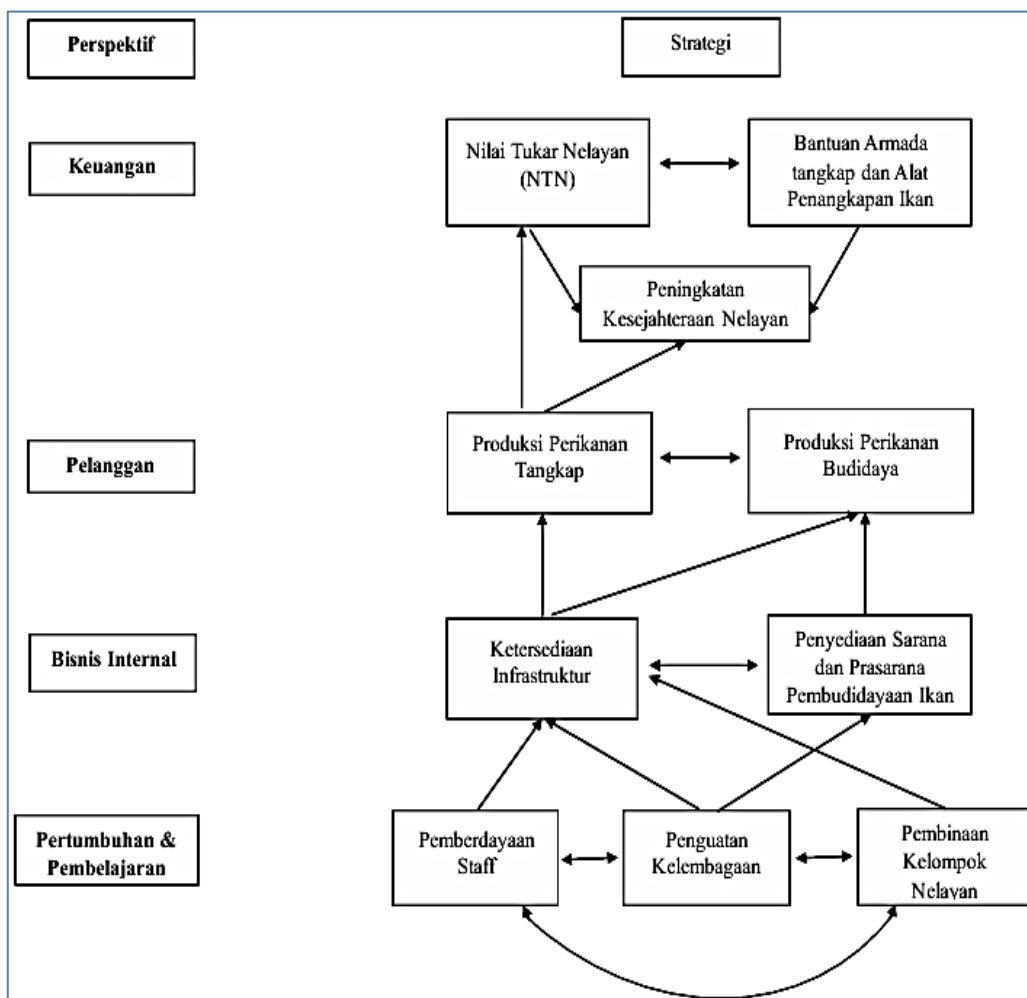 Perspektif
Strategi
Keuangan
Nilai Tukar Nelayan
(NTN)
Bantuan Armada
tangkap dan Alat
Penangkapan Ikan
Peningkatan
Kesejahteraan Nelayan
Pelanggan
Produksi Perikanan
Tangkap
Produksi Perikanan
Budidaya
Bisnis Internal
Ketersediaan
Infrastruktur
Penyediaan Sarana
dan Prasarana
Pembudidayaan Ikan
Pertumbuhan &
Pembelajaran
Pemberdayaan
Staff
Penguatan
Kelembagaan
Pembinaan
Kelompok
Nelayan